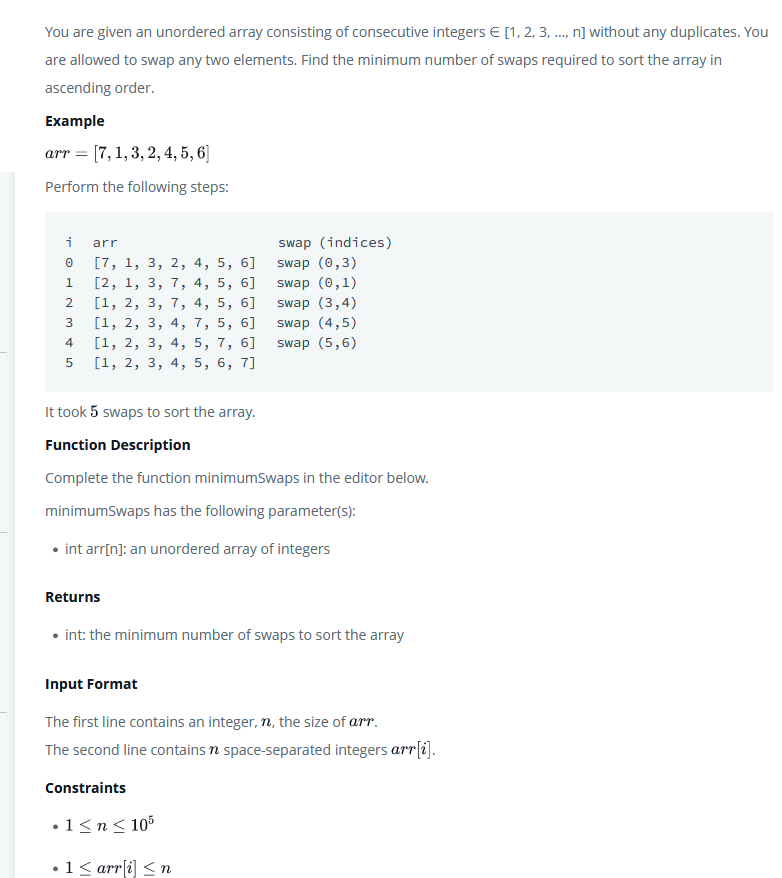 You are given an unordered array consisting of consecutive integers ∈ [1, 2, 3, ..., n] without any duplicates. You
are allowed to swap any two elements. Find the minimum number of swaps required to sort the array in
ascending order.
Example
arr = [7, 1, 3, 2, 4, 5, 6]
Perform the following steps:
i arr swap (indices)
0 [7, 1, 3, 2, 4, 5, 6] swap (0,3)
1 [2, 1, 3, 7, 4, 5, 6] swap (0,1)
2 [1, 2, 3, 7, 4, 5, 6] swap (3,4)
3 [1, 2, 3, 4, 7, 5, 6] swap (4,5)
4 [1, 2, 3, 4, 5, 7, 6] swap (5,6)
5 [1, 2, 3, 4, 5, 6, 7]
It took 5 swaps to sort the array.
Function Description
Complete the function minimumSwaps in the editor below.
minimumSwaps has the following parameter(s):
• int arr[n]: an unordered array of integers
Returns
• int: the minimum number of swaps to sort the array
Input Format
The first line contains an integer, n, the size of arr.
The second line contains n space-separated integers arr[i].
Constraints
• 1 ≤ n ≤ 10⁵
• 1 ≤ arr[i] ≤ n